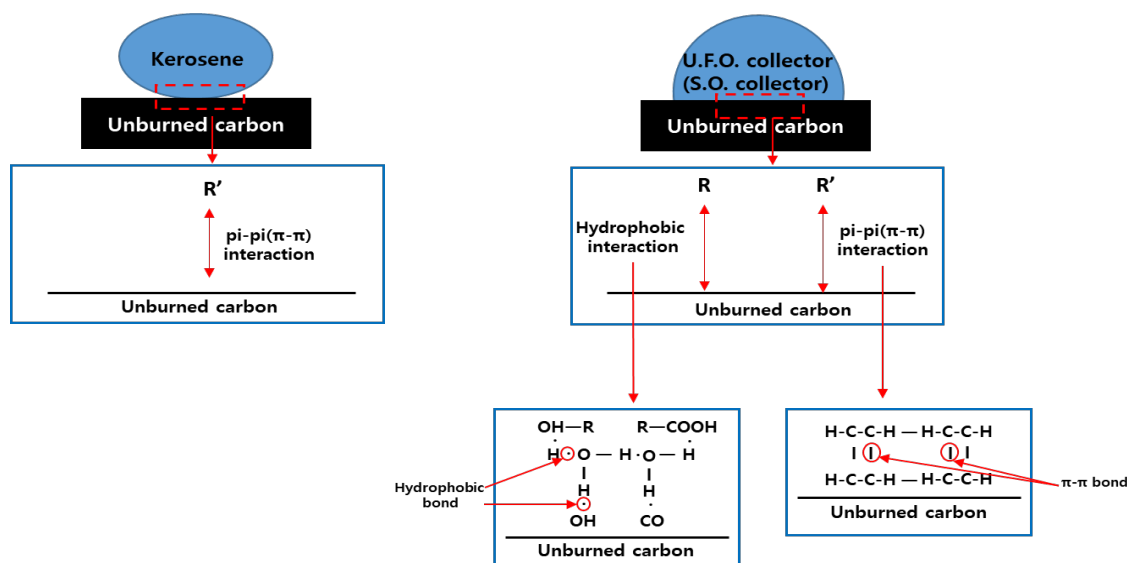 Kerosene
Unburned carbon
R’
pi-pi(π-π)
interaction
Unburned carbon
U.F.O. collector
(S.O. collector)
Unburned carbon
R R’
Hydrophobic
interaction
pi-pi(π-π)
interaction
Unburned carbon
OH—R R—COOH
H·O — H·O—H
H H
OH CO
Hydrophobic
bond
Unburned carbon
H-C-C-H — H-C-C-H
I I I I
H-C-C-H — H-C-C-H
π-π bond
Unburned carbon